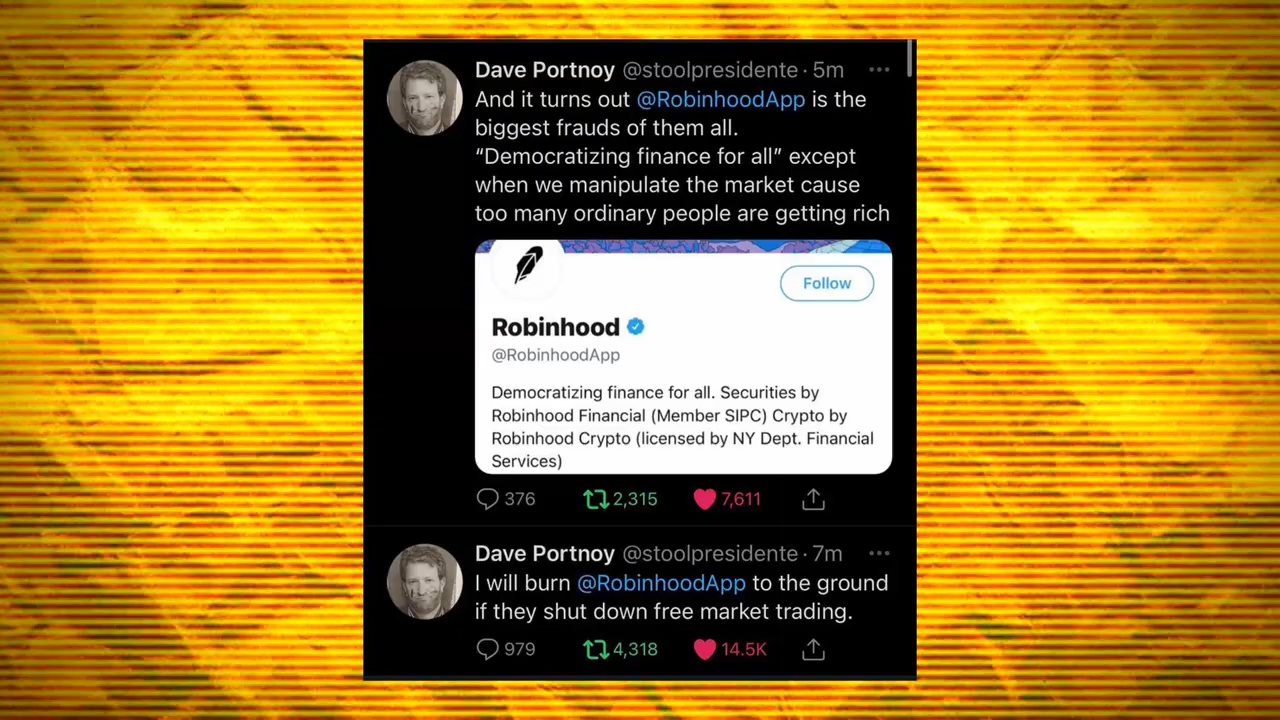 Dave Portnoy @stoolpresidente · 5m
And it turns out @RobinhoodApp is the
biggest frauds of them all.
“Democratizing finance for all” except
when we manipulate the market cause
too many ordinary people are getting rich
Follow
Robinhood
@RobinhoodApp
Democratizing finance for all. Securities by
Robinhood Financial (Member SIPC) Crypto by
Robinhood Crypto (licensed by NY Dept. Financial
Services)
376 2,315 7,611
Dave Portnoy @stoolpresidente · 7m
I will burn @RobinhoodApp to the ground
if they shut down free market trading.
979 4,318 14.5K